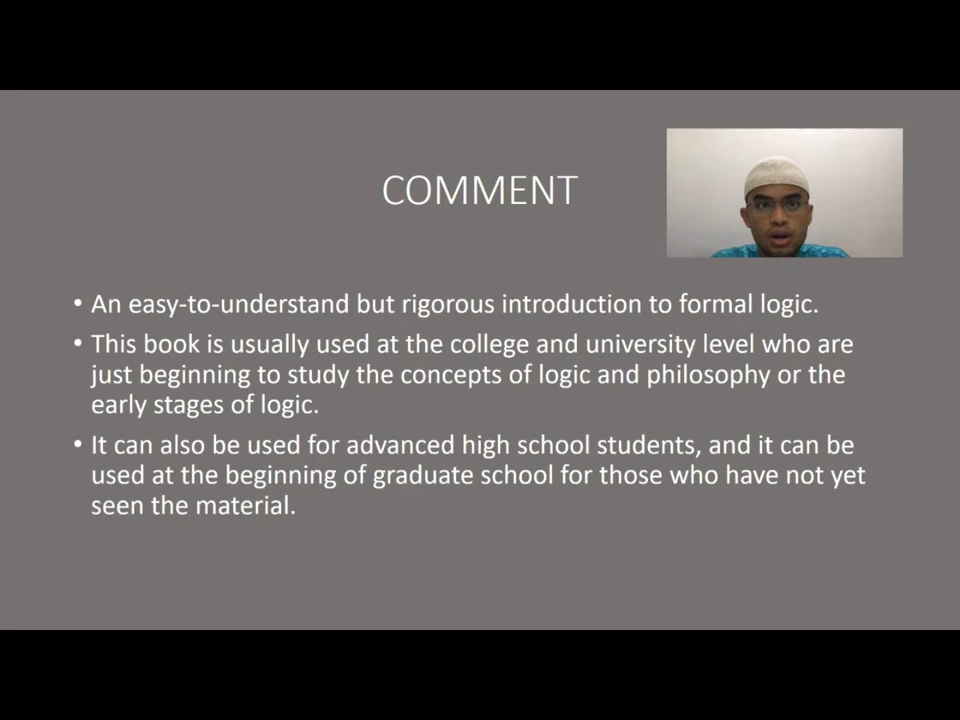 COMMENT
• An easy-to-understand but rigorous introduction to formal logic.
• This book is usually used at the college and university level who are
just beginning to study the concepts of logic and philosophy or the
early stages of logic.
• It can also be used for advanced high school students, and it can be
used at the beginning of graduate school for those who have not yet
seen the material.